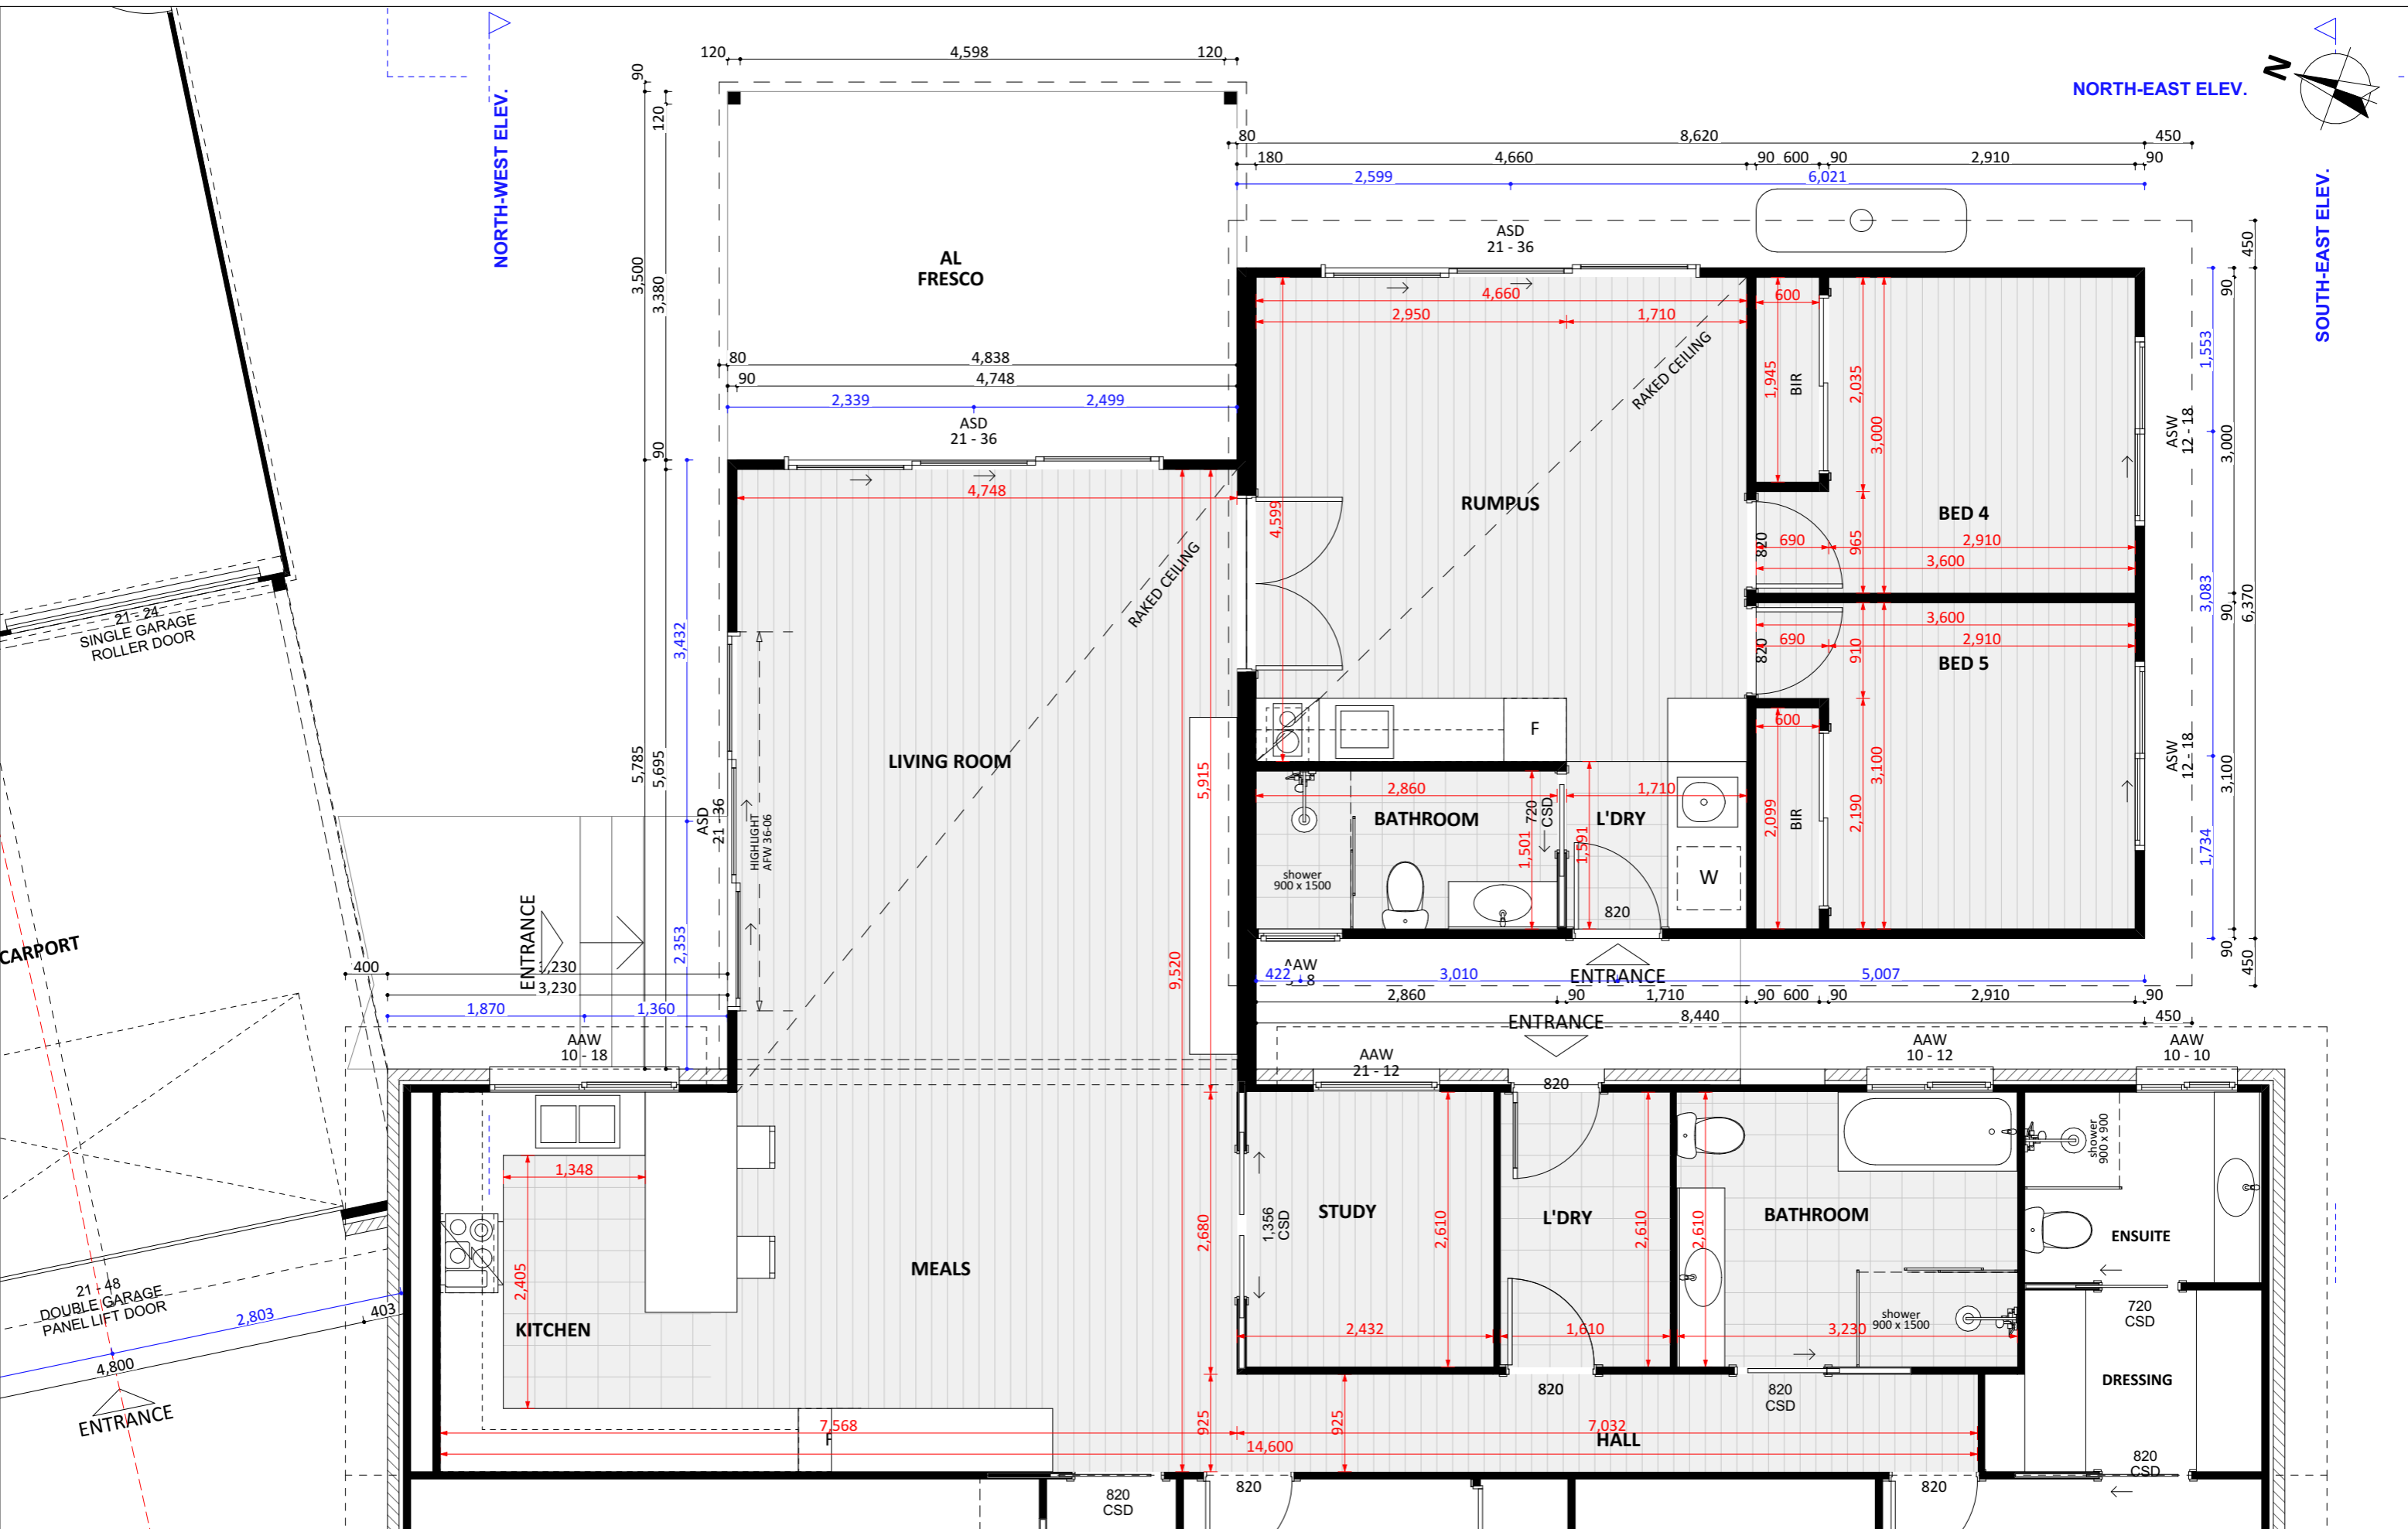 120
4,598
120
NORTH-EAST ELEV.
N
NORTH-WEST ELEV.
SOUTH-EAST ELEV.
90
120
3,500
3,380
90
80
8,620
450
180
4,660
90
600
90
2,910
90
2,599
6,021
AL
FRESCO
ASD
21 - 36
450
80
4,838
90
4,748
2,339
2,499
ASD
21 - 36
4,660
2,950
1,710
RAKED CEILING
600
1,945
BIR
2,035
3,000
1,553
90
ASW
12 - 18
3,000
4,748
4,599
RUMPUS
BED 4
820
690
965
2,910
3,600
3,083
90
6,370
3,600
820
690
910
2,910
BED 5
RAKED CEILING
21 - 24
SINGLE GARAGE
ROLLER DOOR
3,432
5,785
5,695
LIVING ROOM
5,915
F
600
2,099
BIR
2,190
3,100
ASW
12 - 18
3,100
1,734
90
450
ASD
21 - 36
HIGHLIGHT
AFW 36-06
2,860
BATHROOM
720
CSD
1,501
1,591
1,710
L'DRY
W
shower
900 x 1500
820
ENTRANCE
CARPORT
2,353
400
3,230
3,230
1,870
1,360
9,520
AAW
422
3,010
ENTRANCE
5,007
2,860
90
1,710
90
600
90
2,910
90
ENTRANCE
8,440
450
AAW
10 - 18
AAW
21 - 12
820
AAW
10 - 12
AAW
10 - 10
1,348
2,405
KITCHEN
MEALS
2,680
1,356
CSD
STUDY
2,610
2,432
L'DRY
2,610
1,610
2,610
BATHROOM
3,230
shower
900 x 1500
shower
900 x 900
ENSUITE
720
CSD
DRESSING
820
CSD
21 - 48
DOUBLE GARAGE
PANEL LIFT DOOR
2,803
403
4,800
ENTRANCE
820
820
CSD
F
7,568
925
925
7,032
14,600
HALL
820
CSD
820
820